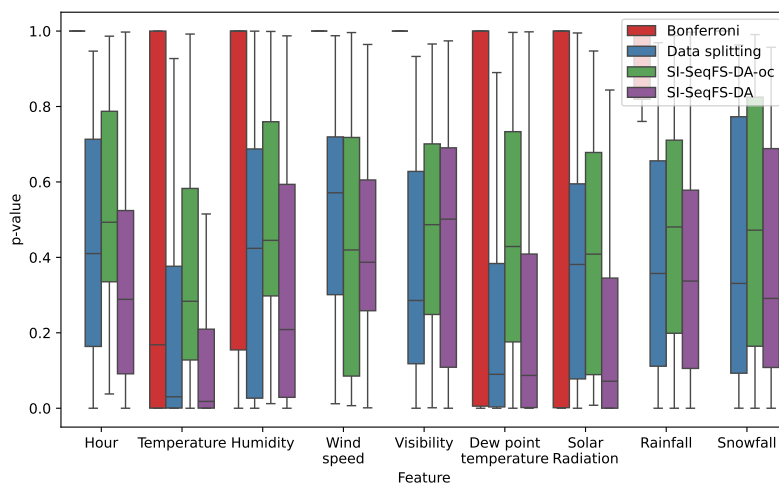 1.0
0.8
0.6
0.4
0.2
0.0
p-value
Bonferroni
Data splitting
SI-SeqFS-DA-oc
SI-SeqFS-DA
Hour
Temperature
Humidity
Wind
speed
Visibility
Dew point
temperature
Solar
Radiation
Rainfall
Snowfall
Feature